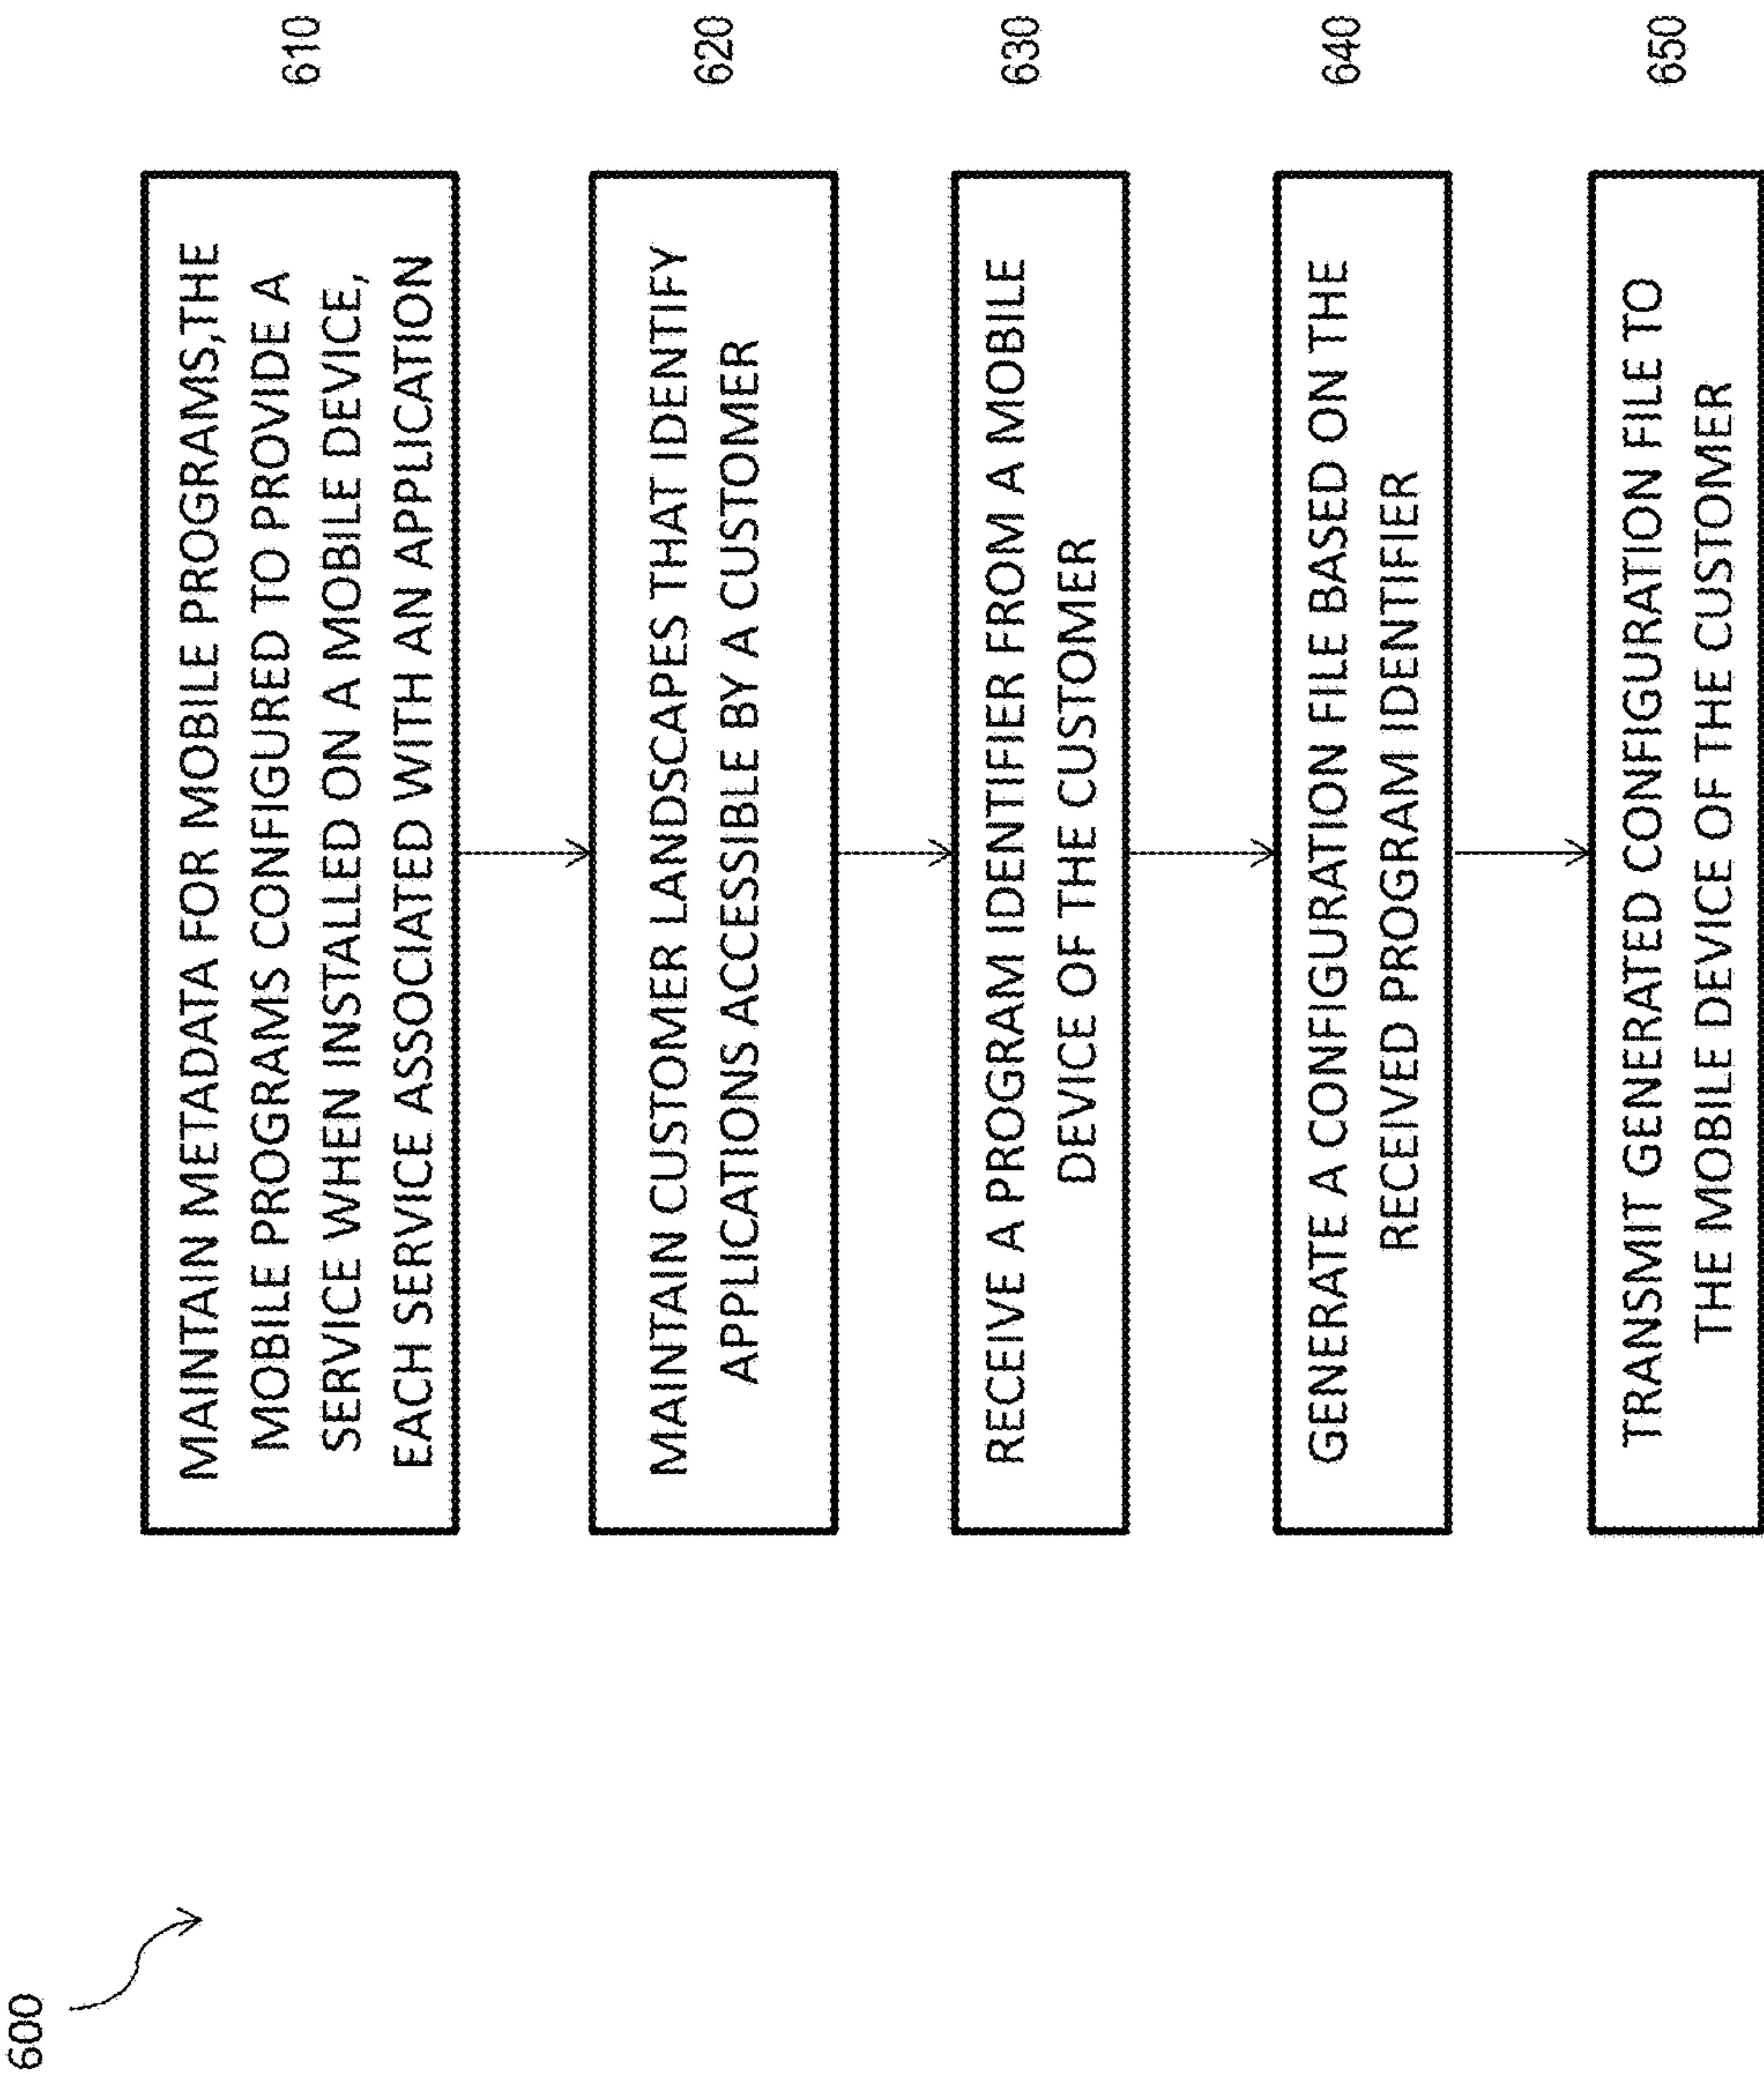 600
MAINTAIN METADATA FOR MOBILE PROGRAMS,THE
MOBILE PROGRAMS CONFIGURED TO PROVIDE A
SERVICE WHEN INSTALLED ON A MOBILE DEVICE,
EACH SERVICE ASSOCIATED WITH AN APPLICATION
610
MAINTAIN CUSTOMER LANDSCAPES THAT IDENTIFY
APPLICATIONS ACCESSIBLE BY A CUSTOMER
620
RECEIVE A PROGRAM IDENTIFIER FROM A MOBILE
DEVICE OF THE CUSTOMER
630
GENERATE A CONFIGURATION FILE BASED ON THE
RECEIVED PROGRAM IDENTIFIER
640
TRANSMIT GENERATED CONFIGURATION FILE TO
THE MOBILE DEVICE OF THE CUSTOMER
650